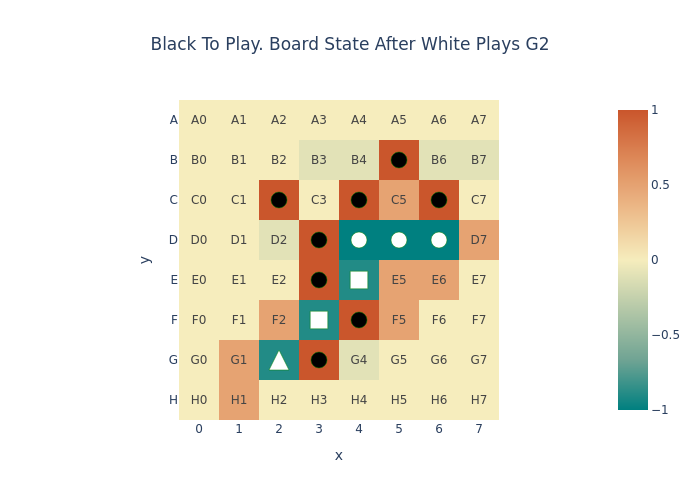 Black To Play. Board State After White Plays G2
A A0 A1 A2 A3 A4 A5 A6 A7
B B0 B1 B2 B3 B4 B6 B7
C C0 C1 C3 C5 C7
D D0 D1 D2 D7
E E0 E1 E2 E5 E6 E7
F F0 F1 F2 F5 F6 F7
G G0 G1 G4 G5 G6 G7
H H0 H1 H2 H3 H4 H5 H6 H7
0 1 2 3 4 5 6 7
x
y
1
0.5
0
−0.5
−1